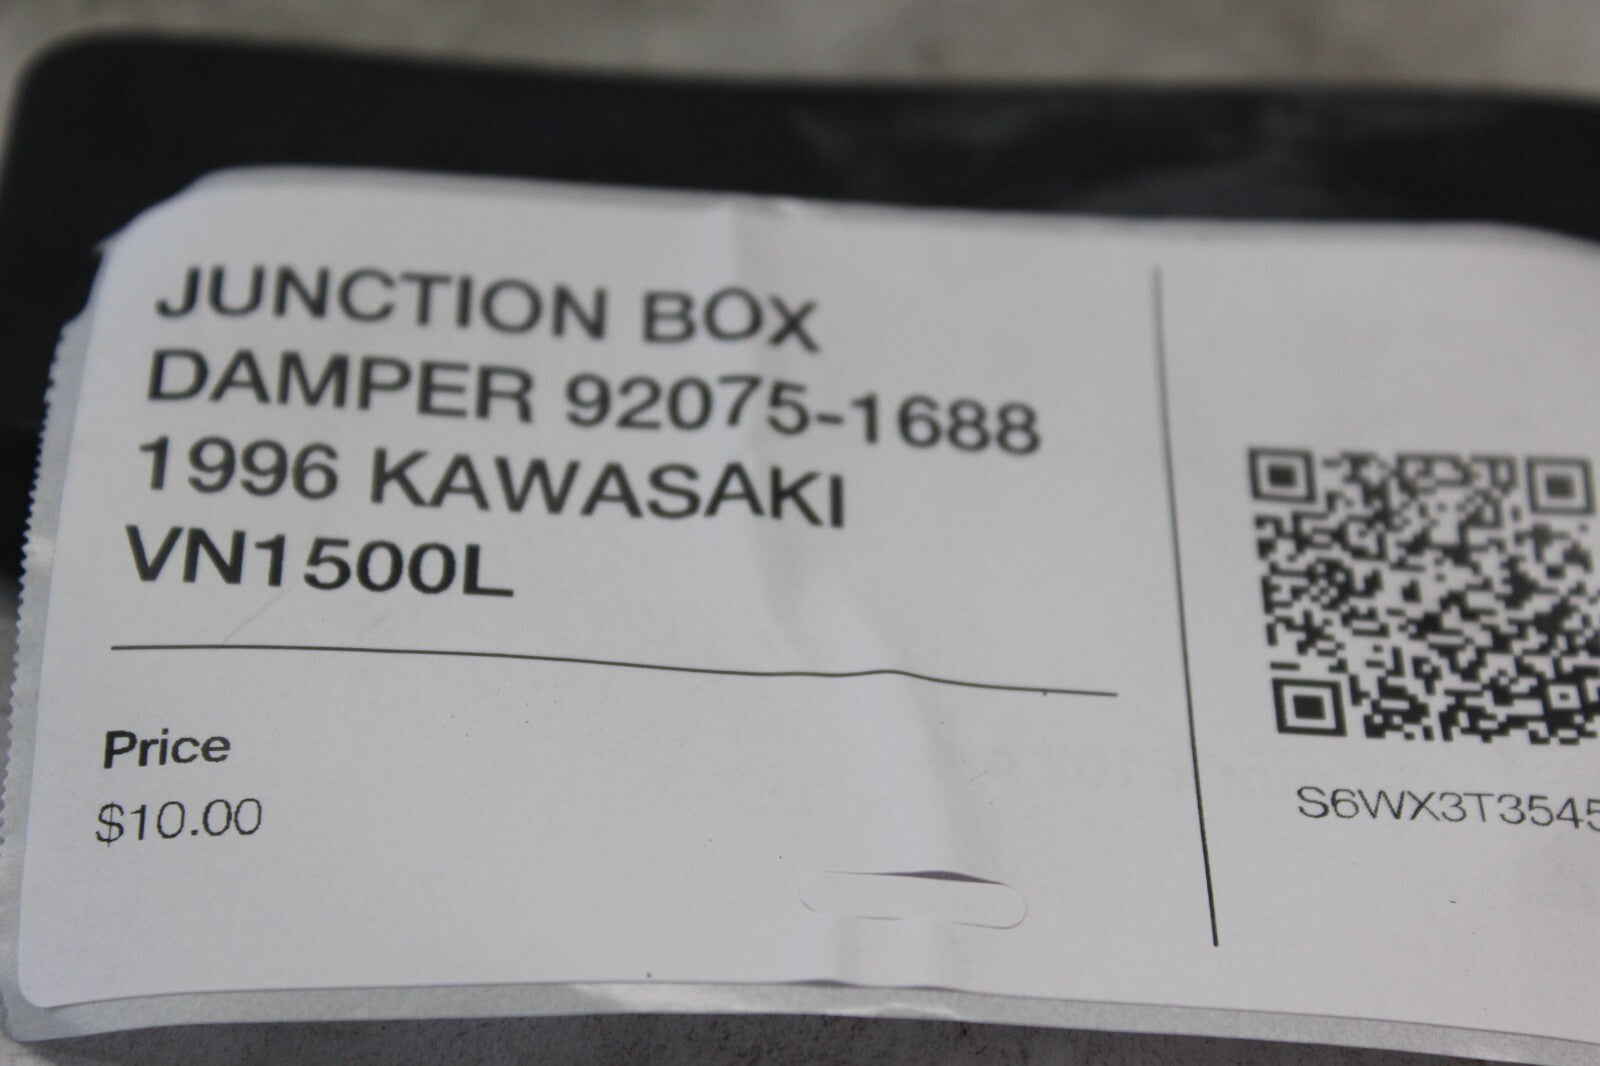 JUNCTION BOX
DAMPER 92075-1688
1996 KAWASAKI
VN1500L
Price
$10.00
S6WX3T3545